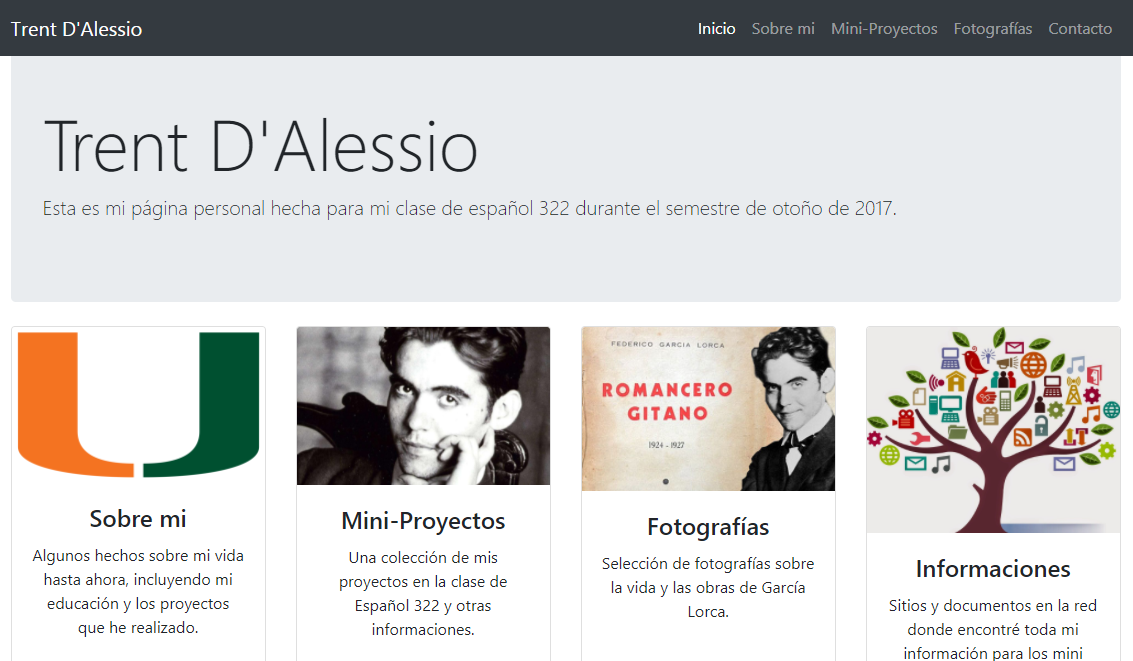 Trent D'Alessio
Inicio Sobre mi Mini-Proyectos Fotografías Contacto
Trent D'Alessio
Esta es mi página personal hecha para mi clase de español 322 durante el semestre de otoño de 2017.
Sobre mi
Algunos hechos sobre mi vida
hasta ahora, incluyendo mi
educación y los proyectos
que he realizado.
Mini-Proyectos
Una colección de mis
proyectos en la clase de
Español 322 y otras
informaciones.
FEDERICO GARCIA LORCA
ROMANCERO
GITANO
1924 - 1927
Fotografías
Selección de fotografías sobre
la vida y las obras de García
Lorca.
Informaciones
Sitios y documentos en la red
donde encontré toda mi
información para los mini